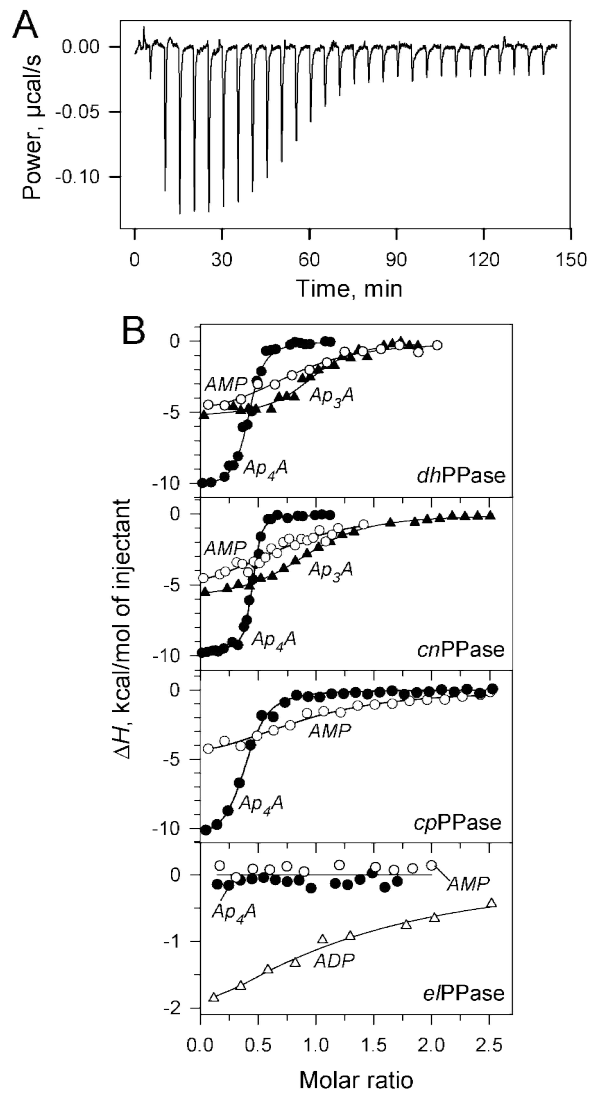 A
0.00
-0.05
-0.10
Power, µcal/s
0 30 60 90 120 150
Time, min
B
0
-5
-10
AMP
Ap3A
Ap4A
dhPPase
0
-5
-10
AMP
Ap3A
Ap4A
cnPPase
ΔH, kcal/mol of injectant
0
-5
-10
AMP
Ap4A
cpPPase
0
-1
-2
AMP
Ap4A
ADP
elPPase
0.0 0.5 1.0 1.5 2.0 2.5
Molar ratio